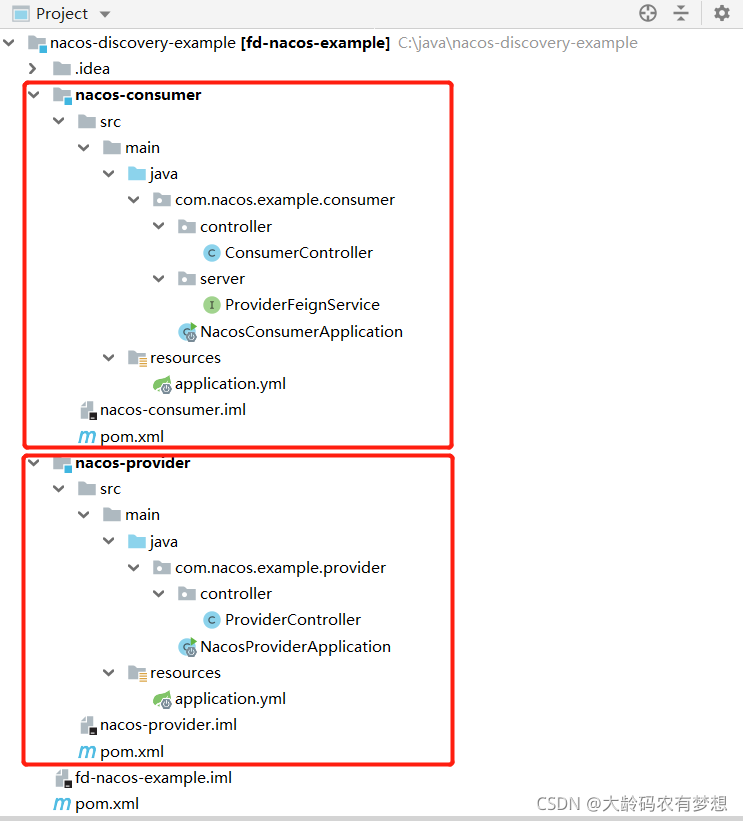 Project
nacos-discovery-example [fd-nacos-example] C:\java\nacos-discovery-example
.idea
nacos-consumer
src
main
java
com.nacos.example.consumer
controller
C ConsumerController
server
I ProviderFeignService
NacosConsumerApplication
resources
application.yml
nacos-consumer.iml
m pom.xml
nacos-provider
src
main
java
com.nacos.example.provider
controller
C ProviderController
NacosProviderApplication
resources
application.yml
nacos-provider.iml
m pom.xml
fd-nacos-example.iml
m pom.xml
CSDN @大龄码农有梦想